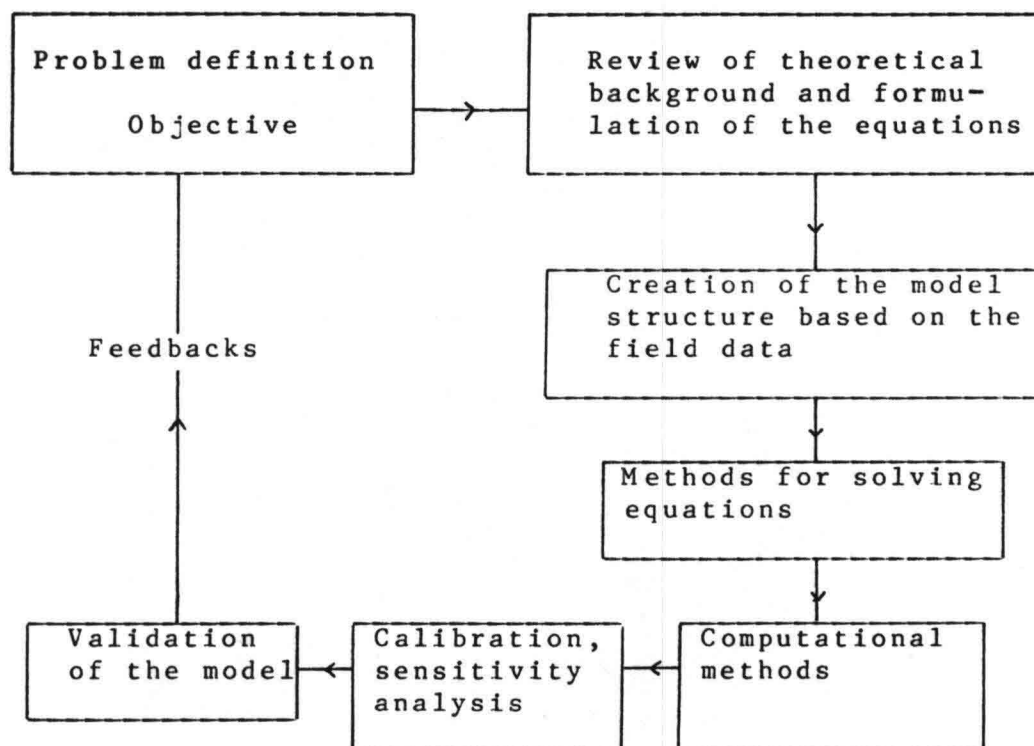 Problem definition
Objective
Review of theoretical
background and formu-
lation of the equations
Creation of the model
structure based on the
field data
Methods for solving
equations
Computational
methods
Calibration,
sensitivity
analysis
Validation
of the model
Feedbacks